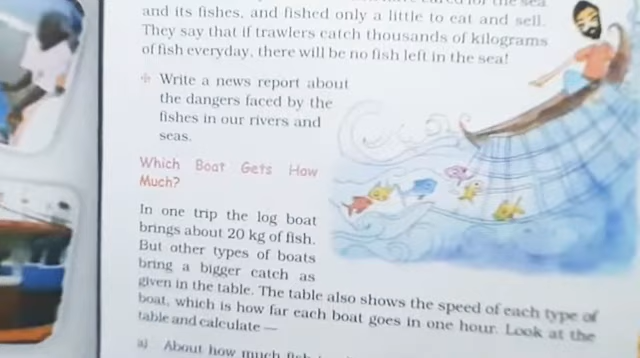 and its fishes, and fished only a little to eat and sell.
They say that if trawlers catch thousands of kilograms
of fish everyday, there will be no fish left in the sea!
Write a news report about
the dangers faced by the
fishes in our rivers and
seas.
Which Boat Gets How
Much?
In one trip the log boat
brings about 20 kg of fish.
But other types of boats
bring a bigger catch as
given in the table. The table also shows the speed of each type of
boat, which is how far each boat goes in one hour. Look at the
table and calculate —
a) About how much fish